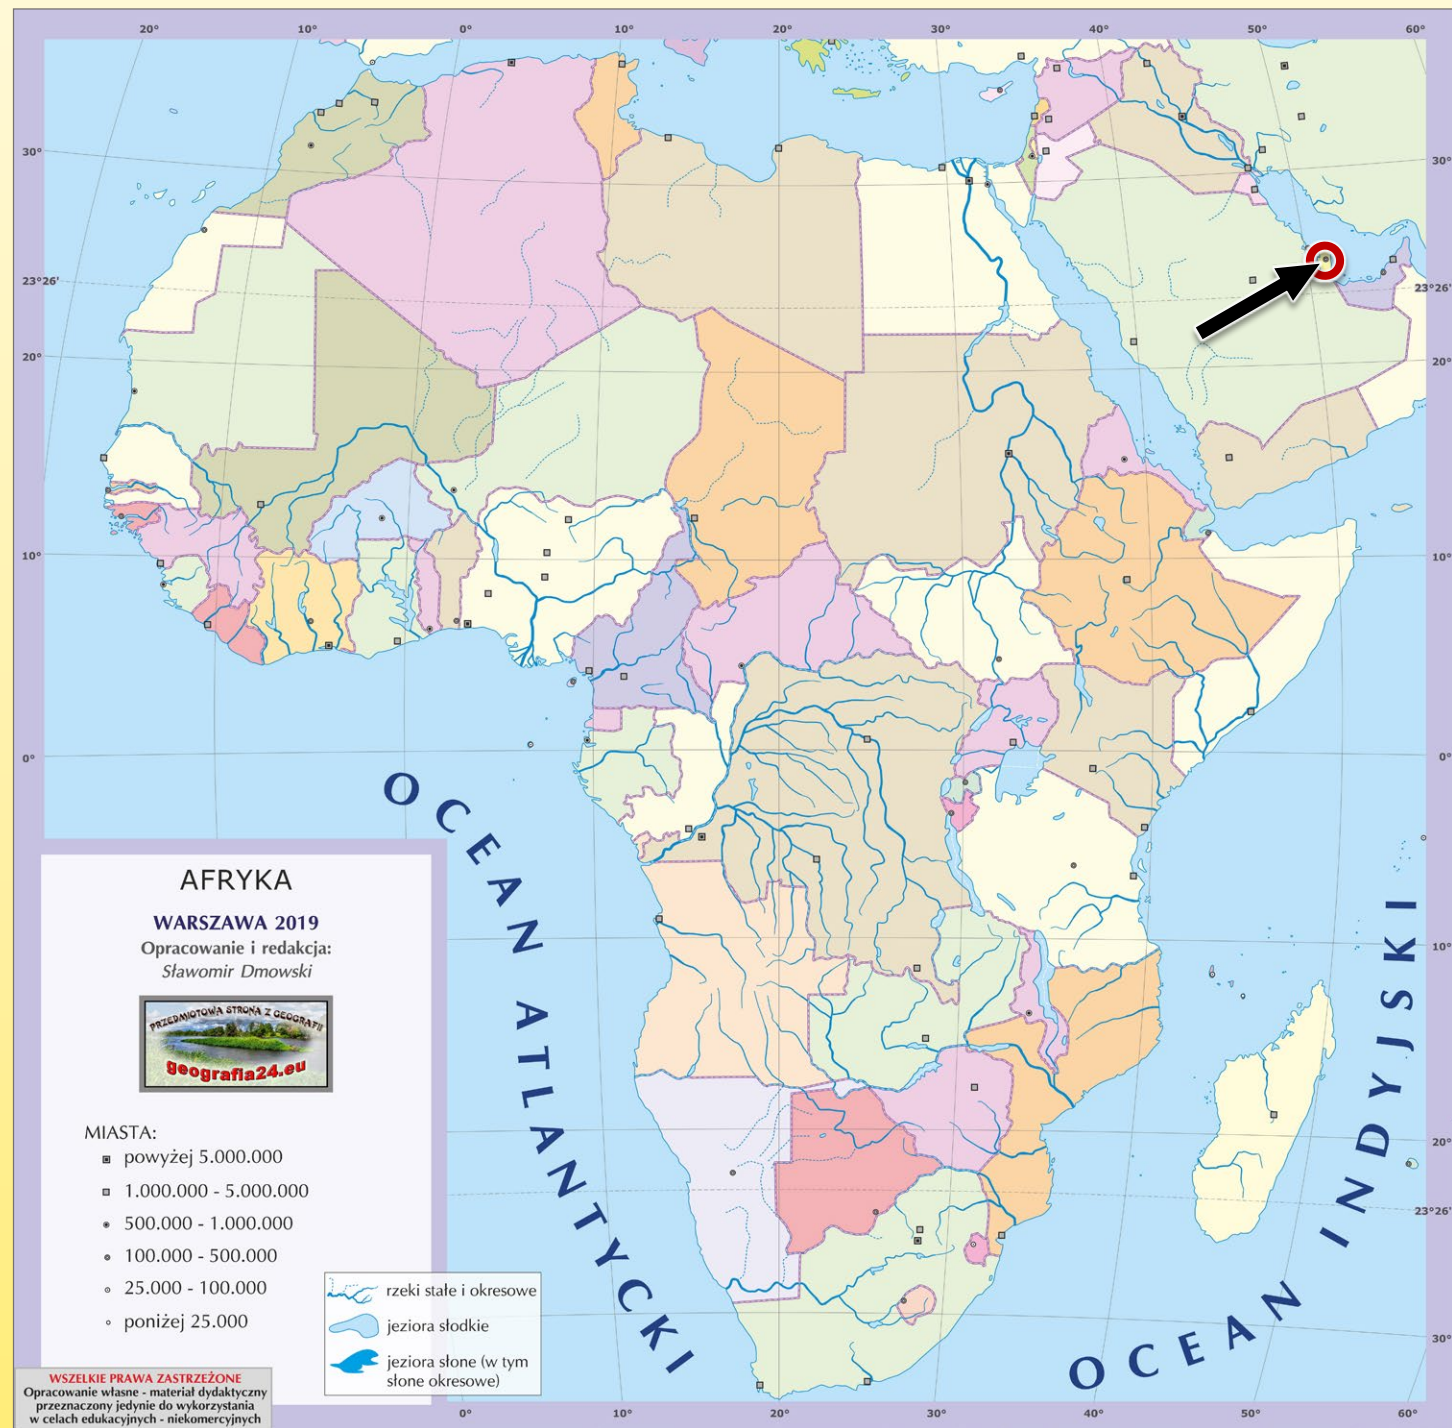 20° 10° 0° 10° 20° 30° 40° 50° 60°
30° 30°
23°26' 23°26'
20° 20°
10° 10°
0° 0°
10°
20°
23°26'
30°
OCEAN ATLANTYCKI
OCEAN INDYJSKI
AFRYKA
WARSZAWA 2019
Opracowanie i redakcja:
Sławomir Dmowski
PRZEDMIOTOWA STRONA Z GEOGRAFII
geografia24.eu
MIASTA:
powyżej 5.000.000
1.000.000 - 5.000.000
500.000 - 1.000.000
100.000 - 500.000
25.000 - 100.000
poniżej 25.000
rzeki stałe i okresowe
jeziora słodkie
jeziora słone (w tym
słone okresowe)
WSZELKIE PRAWA ZASTRZEŻONE
Opracowanie własne - materiał dydaktyczny
przeznaczony jedynie do wykorzystania
w celach edukacyjnych - niekomercyjnych
0° 10° 20° 30° 40° 50° 60°